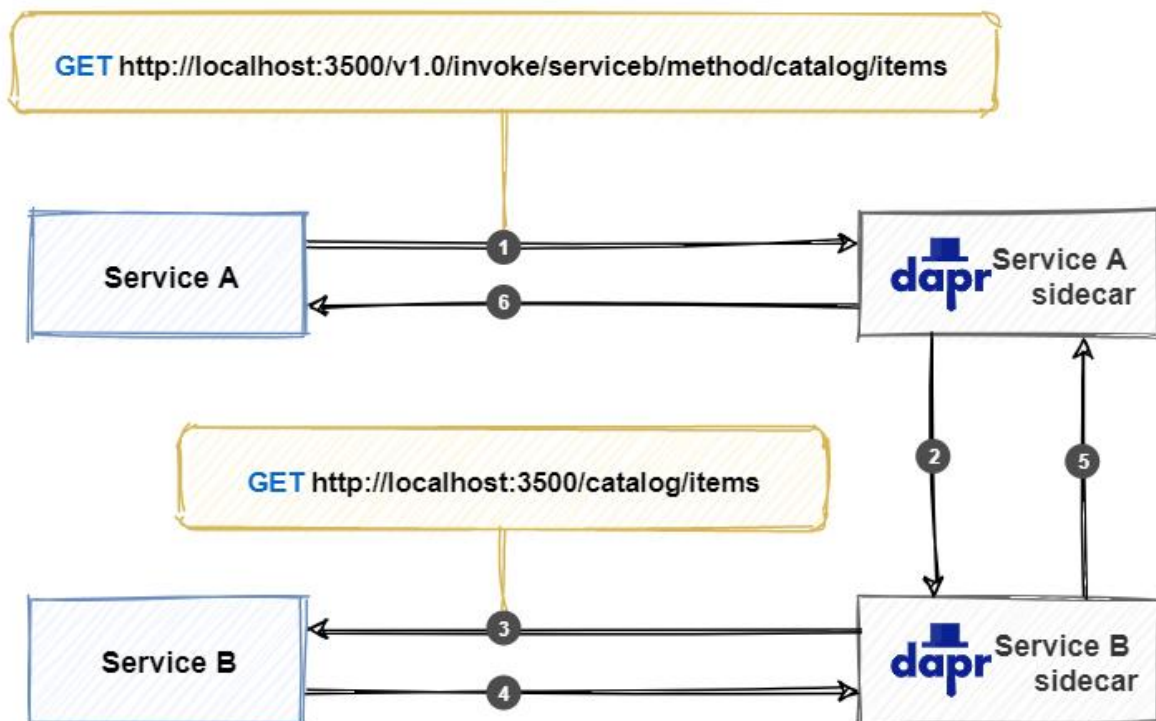 GET http://localhost:3500/v1.0/invoke/serviceb/method/catalog/items
Service A
1
6
dapr
Service A
sidecar
2
5
GET http://localhost:3500/catalog/items
Service B
3
4
dapr
Service B
sidecar